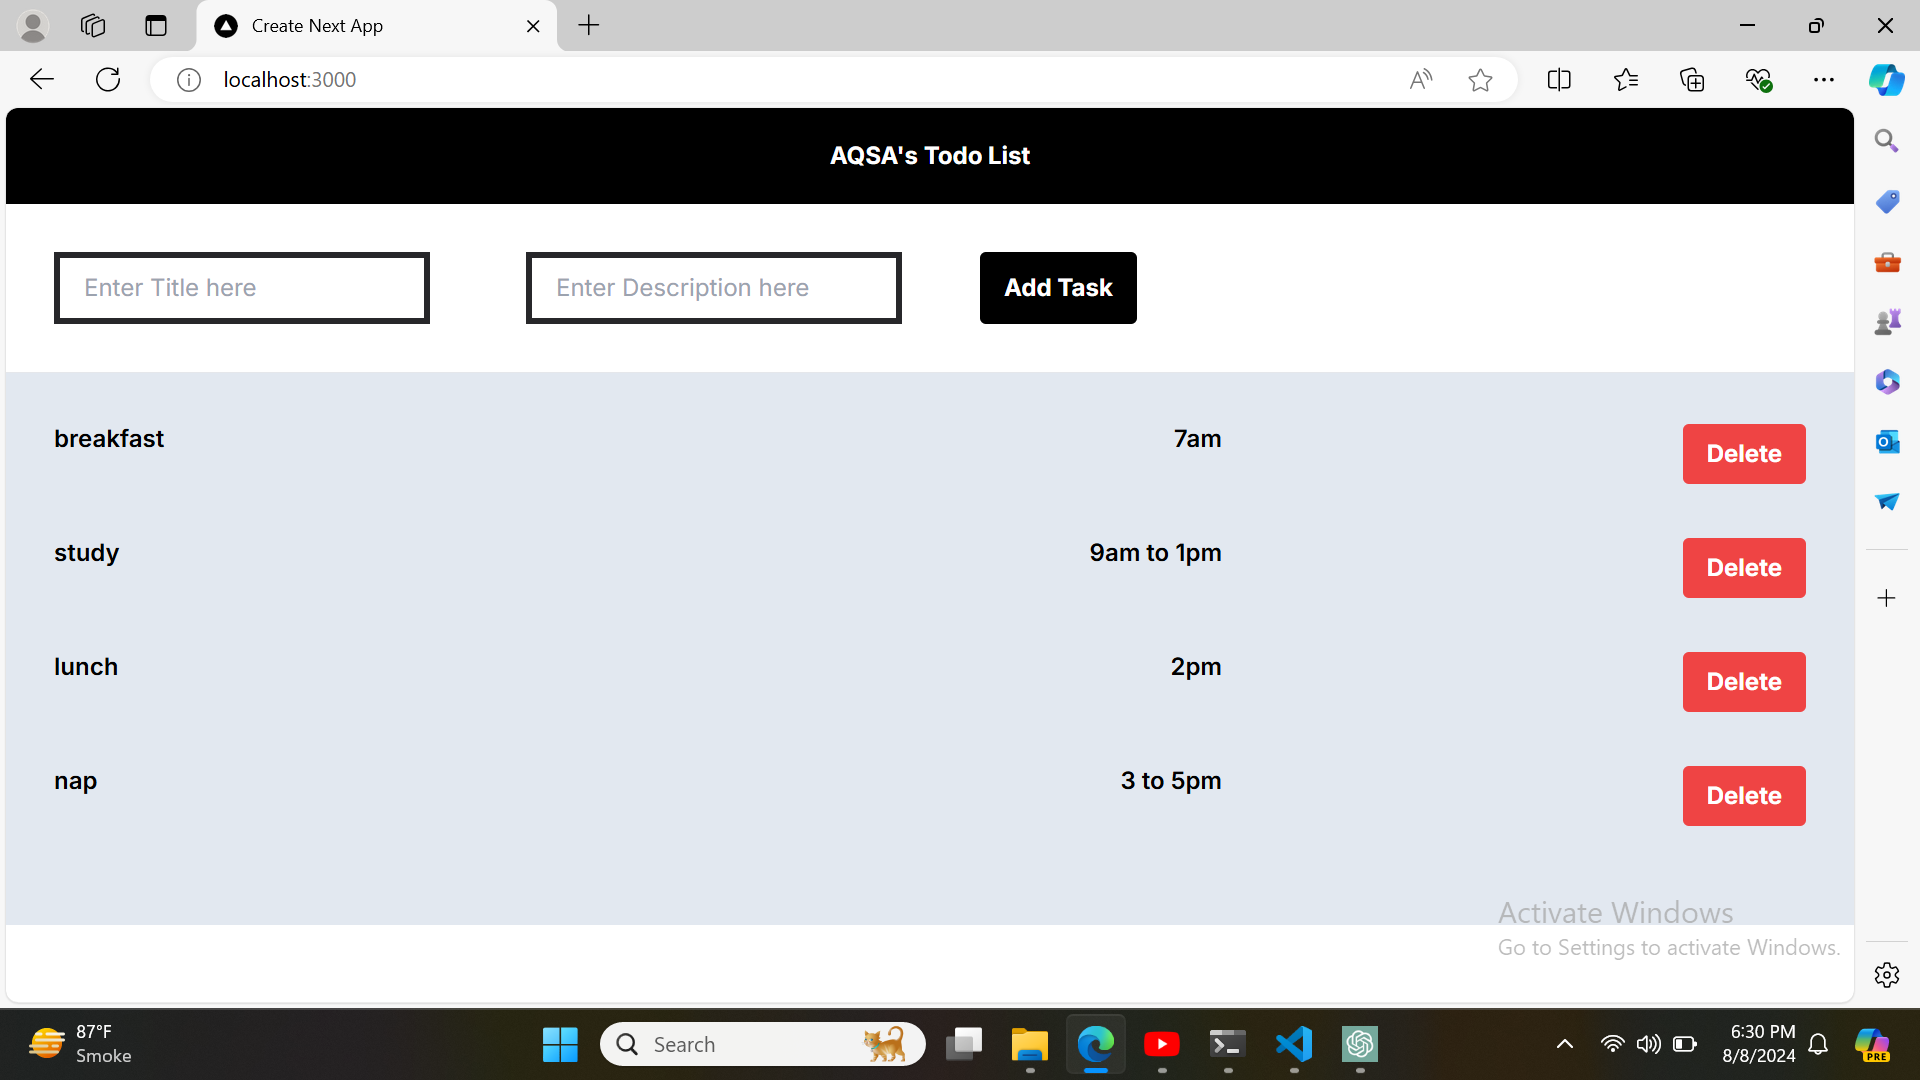 Create Next App
localhost:3000
AQSA's Todo List
Enter Title here
Enter Description here
Add Task
breakfast
7am
Delete
study
9am to 1pm
Delete
lunch
2pm
Delete
nap
3 to 5pm
Delete
Activate Windows
Go to Settings to activate Windows.
87°F
Smoke
Search
6:30 PM
8/8/2024
PRE